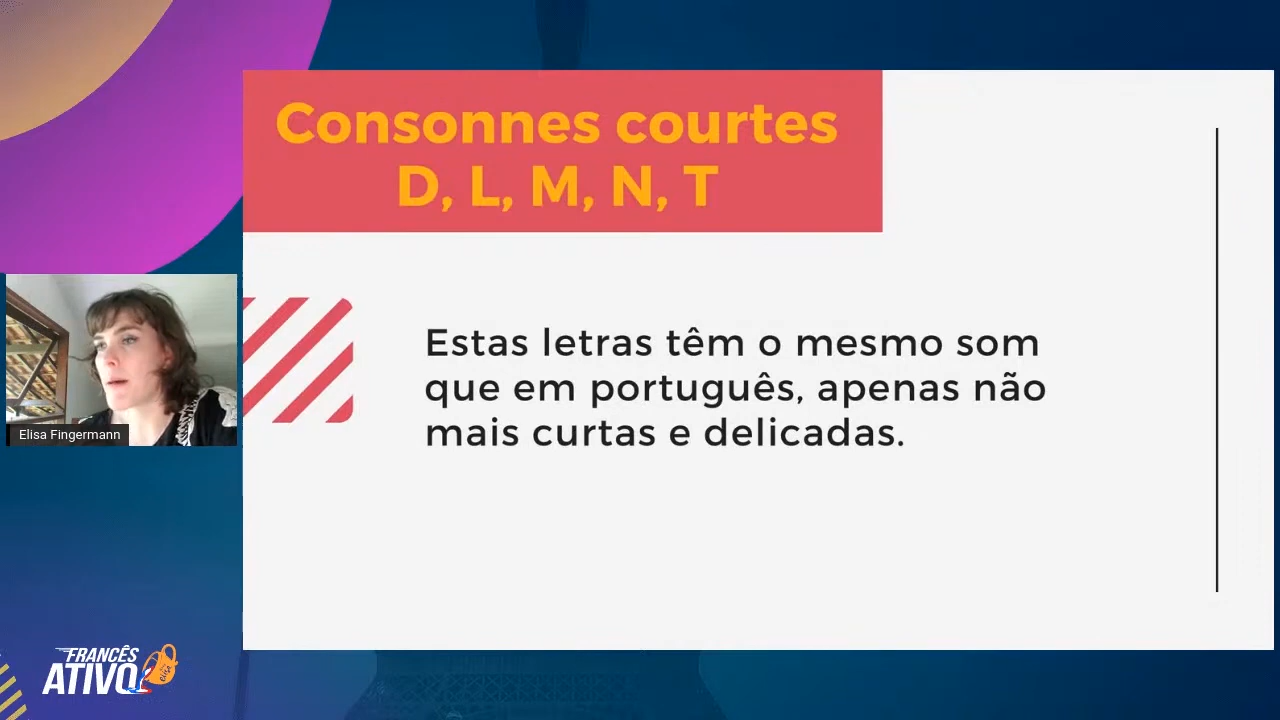 Consonnes courtes
D, L, M, N, T
Estas letras têm o mesmo som
que em português, apenas não
mais curtas e delicadas.
Elisa Fingermann
FRANCÊS
ATIVO